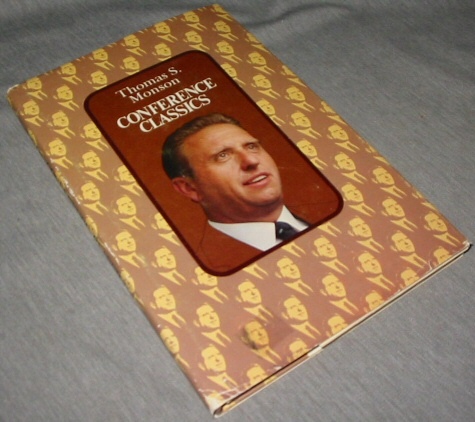 Thomas S.
Monson
CONFERENCE
CLASSICS